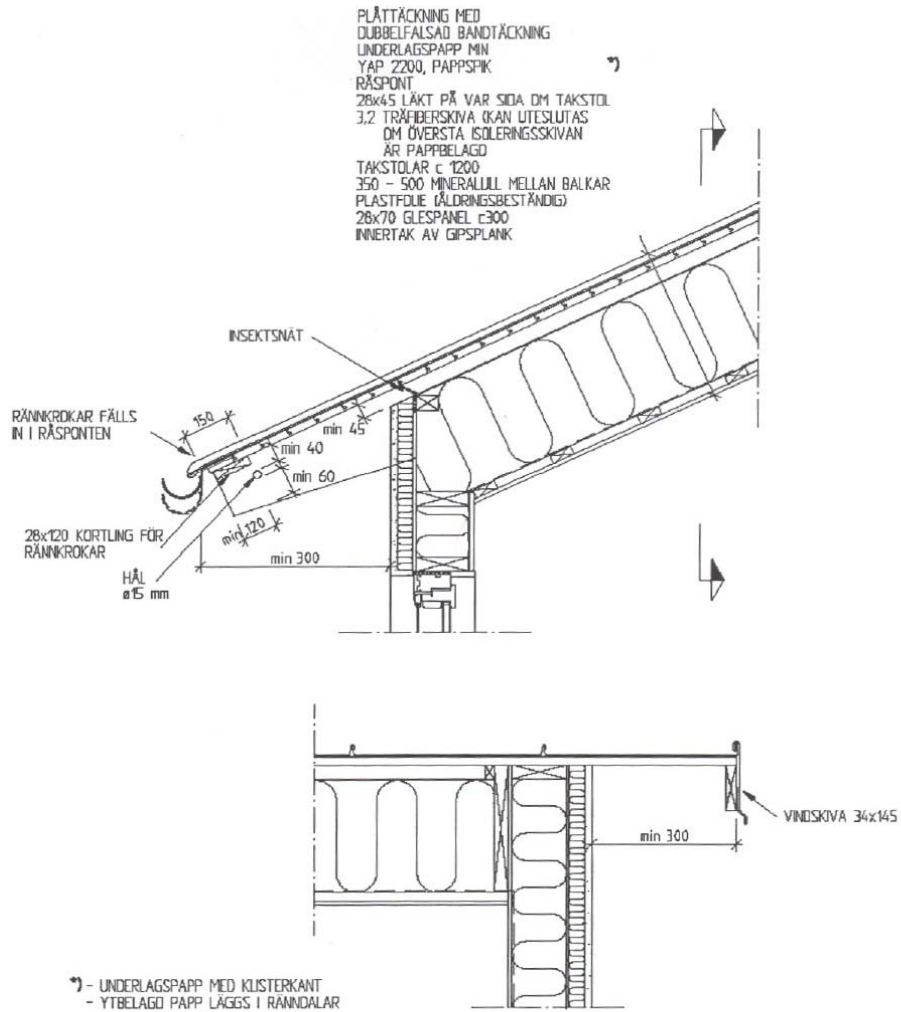 PLÅTTÄCKNING MED
DUBBELFALSAD BANDTÄCKNING
UNDERLAGSPAPP MIN
YAP 2200, PAPPSPIK *)
RÅSPONT
28x45 LÄKT PÅ VAR SIDA OM TAKSTOL
3,2 TRÄFIBERSKIVA (KAN UTESLUTAS
OM ÖVERSTA ISOLERINGSSKIVAN
ÄR PAPPBELAGD
TAKSTOLAR c 1200
350 - 500 MINERALULL MELLAN BALKAR
PLASTFOLIE (ÅLDRINGSBESTÄNDIG)
28x70 GLESPANEL c300
INNERTAK AV GIPSPLANK
INSEKTSNÄT
RÄNNKROKAR FÄLLS
IN I RÅSPONTEN
150
min 45
min 40
min 60
min 120
28x120 KORTLING FÖR
RÄNNKROKAR
min 300
HÅL
ø15 mm
VINDSKIVA 34x145
min 300
*) - UNDERLAGSPAPP MED KLISTERKANT
- YTBELAGD PAPP LÄGGS I RÄNNDALAR